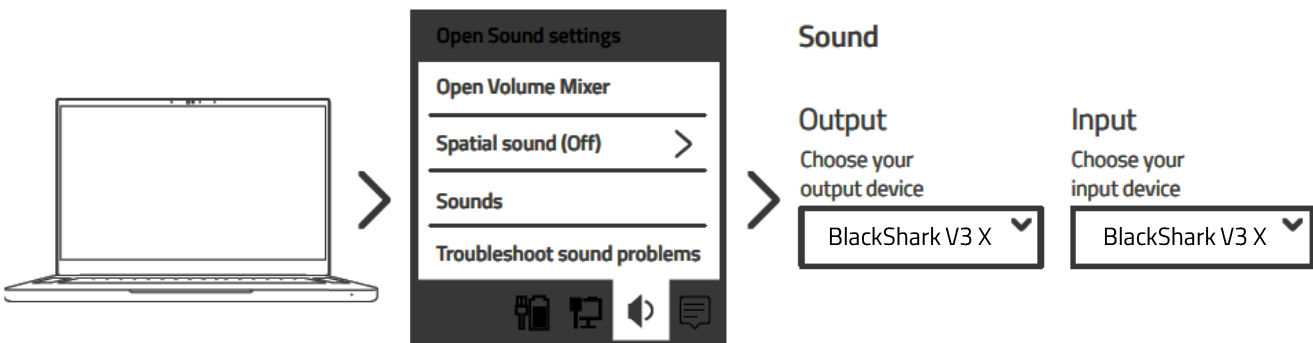 Open Sound settings
Open Volume Mixer
Spatial sound (Off)
Sounds
Troubleshoot sound problems
Sound
Output
Choose your
output device
BlackShark V3 X
Input
Choose your
input device
BlackShark V3 X